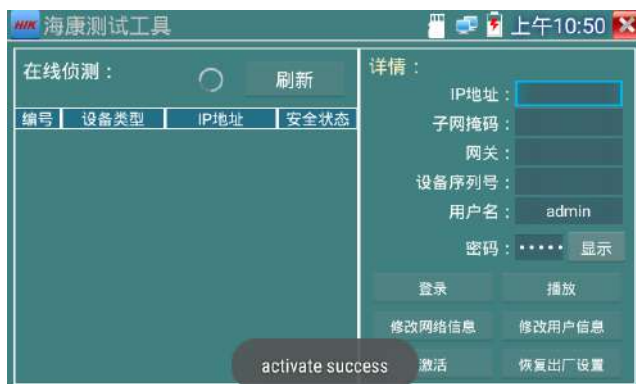 HIK 海康测试工具 上午10:50
在线侦测： 刷新
编号 设备类型 IP地址 安全状态
详情：
IP地址：
子网掩码：
网关：
设备序列号：
用户名： admin
密码： ••••• 显示
登录 播放
修改网络信息 修改用户信息
激活 恢复出厂设置
activate success